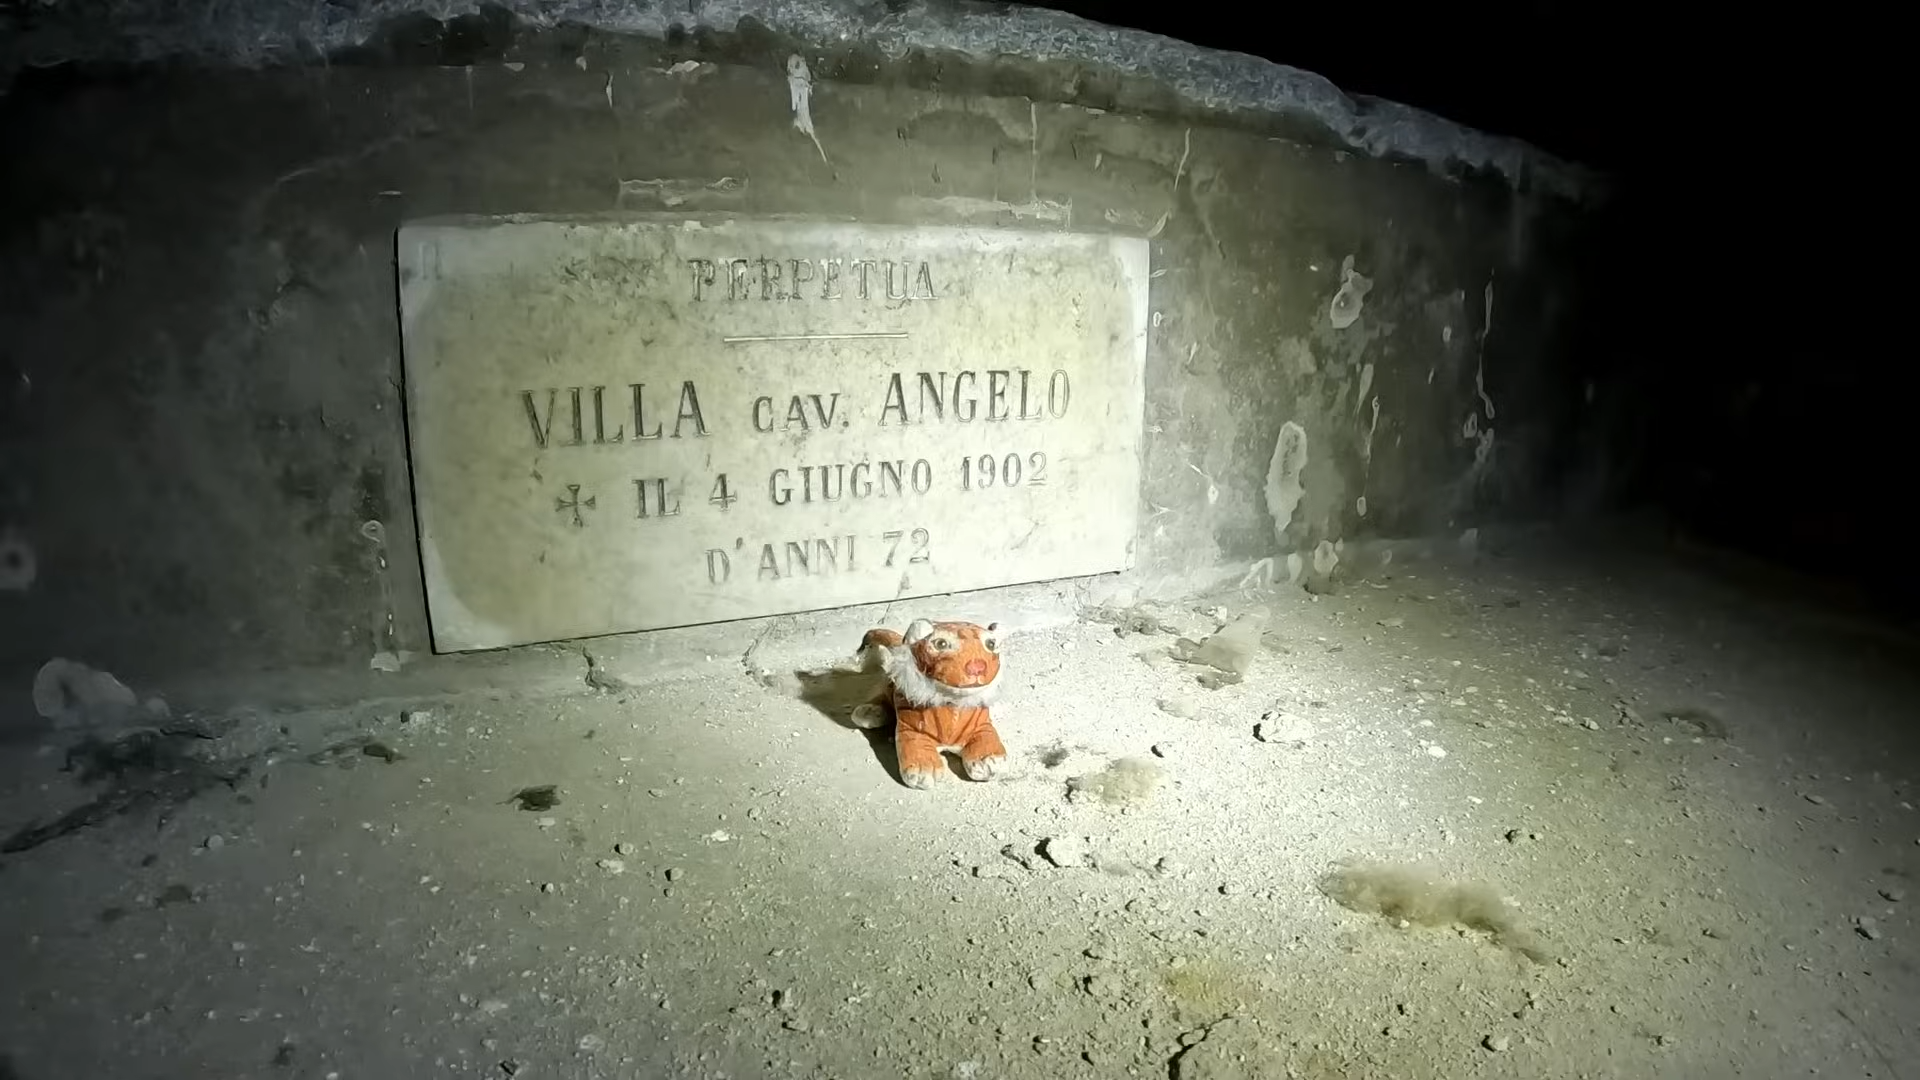 PERPETUA
VILLA CAV. ANGELO
✠ IL 4 GIUGNO 1902
D'ANNI 72